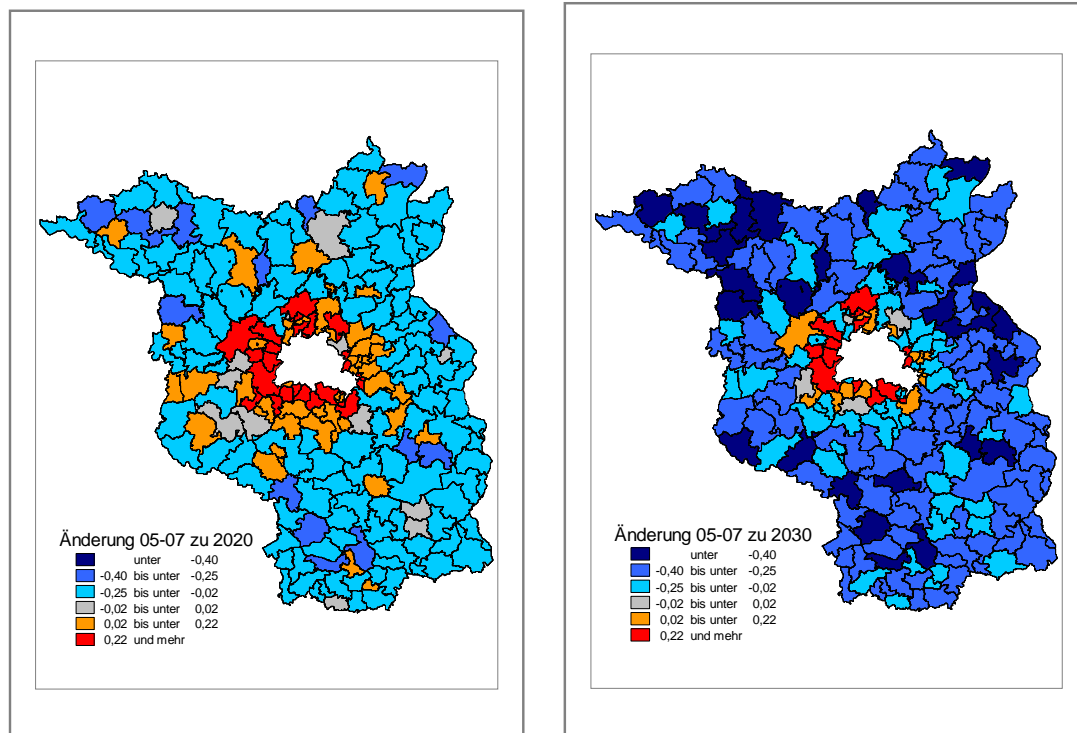 Änderung 05-07 zu 2020
unter -0,40
-0,40 bis unter -0,25
-0,25 bis unter -0,02
-0,02 bis unter 0,02
0,02 bis unter 0,22
0,22 und mehr
Änderung 05-07 zu 2030
unter -0,40
-0,40 bis unter -0,25
-0,25 bis unter -0,02
-0,02 bis unter 0,02
0,02 bis unter 0,22
0,22 und mehr